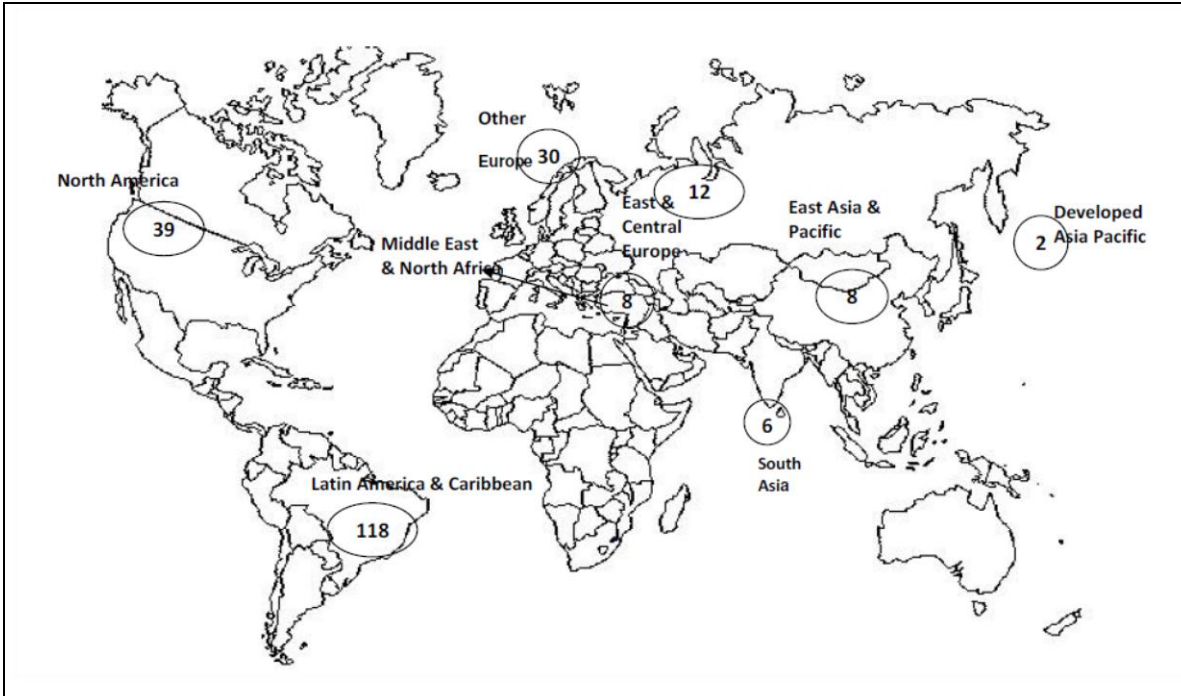 Other
Europe
30
North America
39
12
East &
Central
Europe
East Asia &
Pacific
Developed
Asia Pacific
2
Middle East
& North Africa
8
8
6
South
Asia
Latin America & Caribbean
118